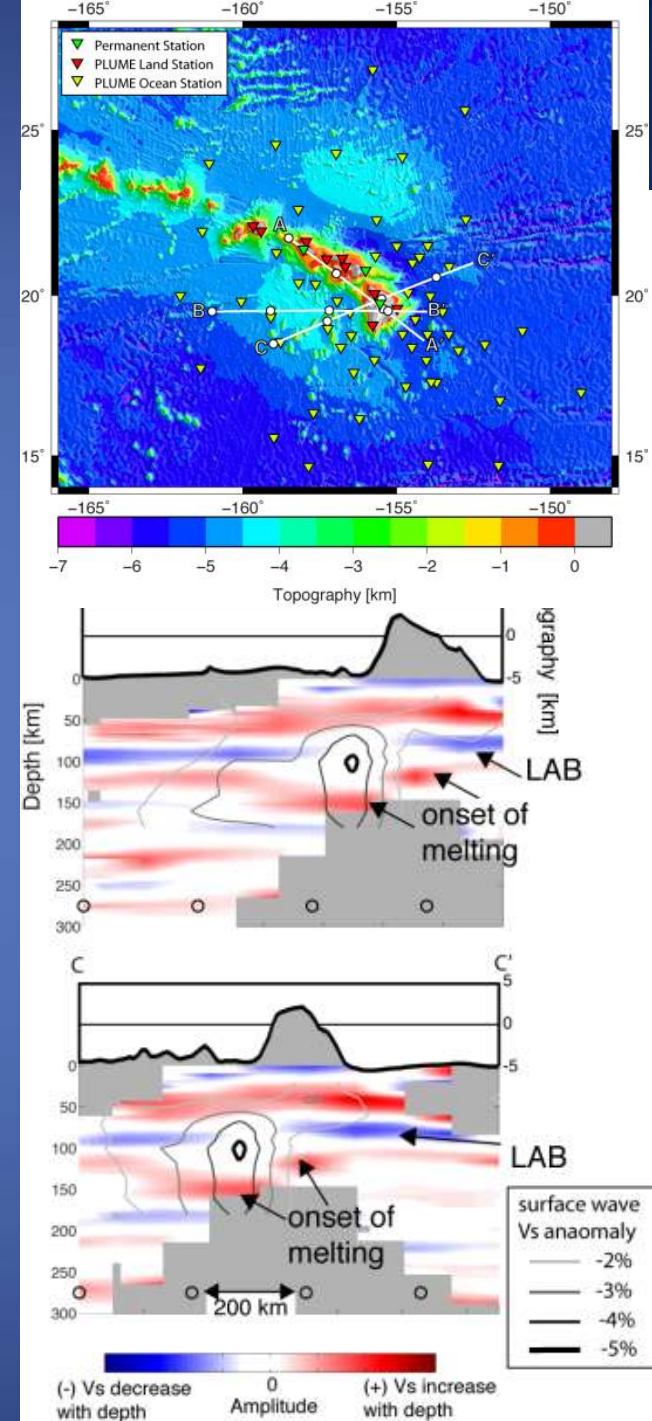 −165˚ −160˚ −155˚ −150˚
Permanent Station
PLUME Land Station
PLUME Ocean Station
25˚ 25˚
A
C'
20˚ 20˚
B B'
C A'
15˚ 15˚
−165˚ −160˚ −155˚ −150˚
−7 −6 −5 −4 −3 −2 −1 0
Topography [km]
0 0
-5
50
100
150
200
250
300
Depth [km]
ography [km]
LAB
onset of
melting
C C'
5
0
0 -5
50
100
150
200
250
300
LAB
onset of
melting
200 km
surface wave
Vs anaomaly
-2%
-3%
-4%
-5%
(-) Vs decrease
with depth
0
Amplitude
(+) Vs increase
with depth